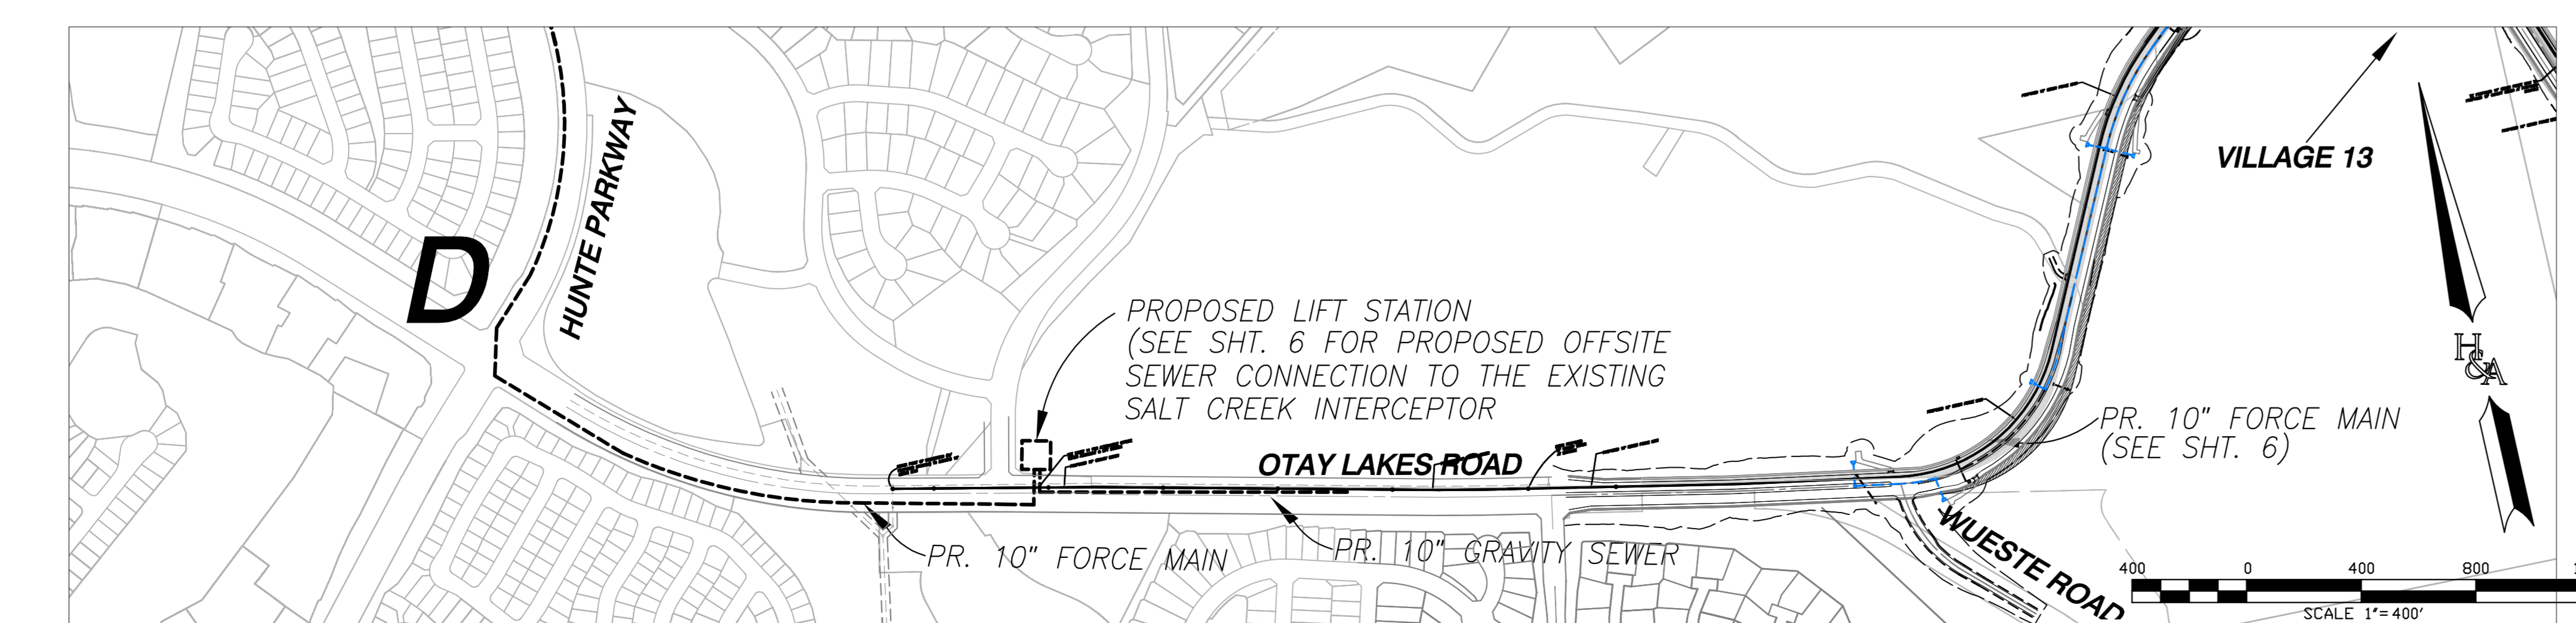 VILLAGE 13
HUNTE PARKWAY
D
PROPOSED LIFT STATION
(SEE SHT. 6 FOR PROPOSED OFFSITE
SEWER CONNECTION TO THE EXISTING
SALT CREEK INTERCEPTOR
H&A
PR. 10" FORCE MAIN
(SEE SHT. 6)
OTAY LAKES ROAD
WUESTE ROAD
PR. 10" FORCE MAIN
PR. 10" GRAVITY SEWER
400 0 400 800
SCALE 1"=400'